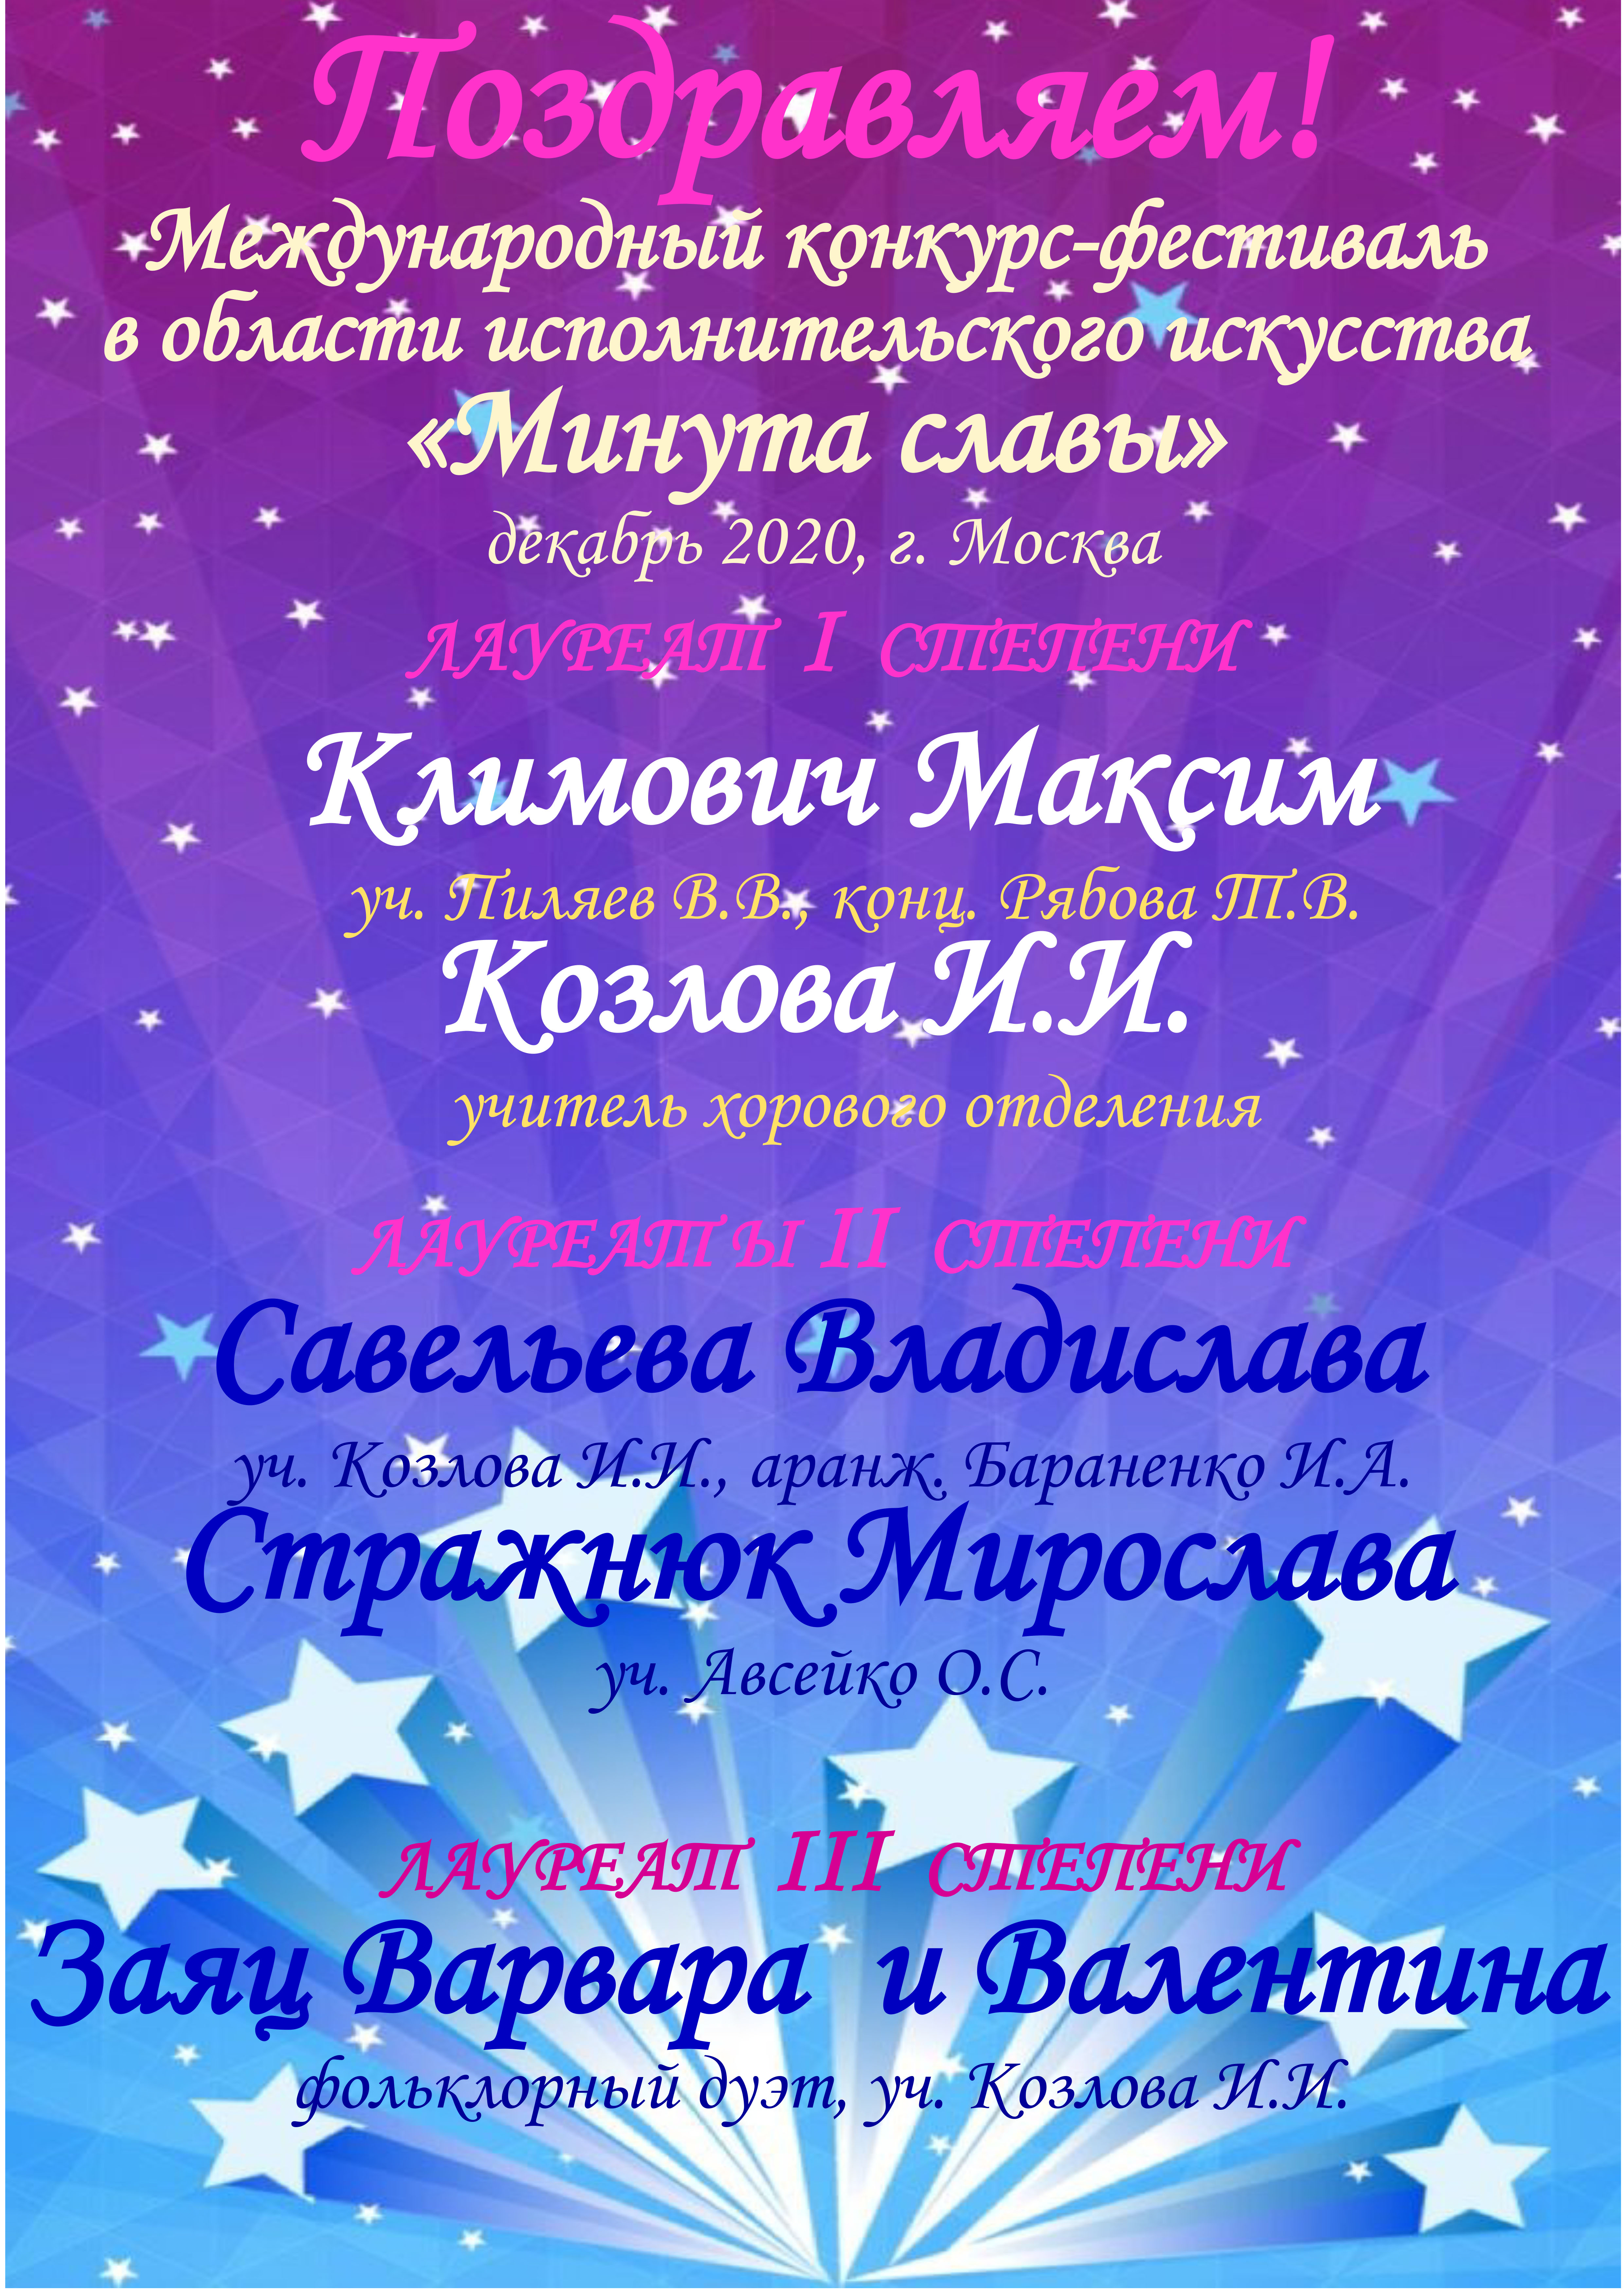 Поздравляем!
Международный конкурс-фестиваль
в области исполнительского искусства
«Минута славы»
декабрь 2020, г. Москва
ЛАУРЕАТ I СТЕПЕНИ
Климович Максим
уч. Пиляев В.В., конц. Рябова Т.В.
Козлова И.И.
учитель хорового отделения
ЛАУРЕАТЫ II СТЕПЕНИ
Савельева Владислава
уч. Козлова И.И., аранж. Бараненко И.А.
Стражнюк Мирослава
уч. Авсейко О.С.
ЛАУРЕАТ III СТЕПЕНИ
Заяц Варвара и Валентина
фольклорный дуэт, уч. Козлова И.И.